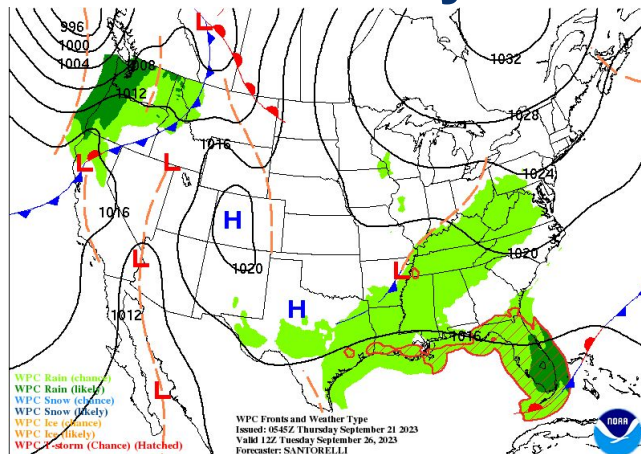 996
1000
1004
1008
1012
1016
1032
1028
1024
1016
H
1020
H
1020
1016
1012
L
L
L
L
L
L
WPC Rain (chance)
WPC Rain (likely)
WPC Snow (chance)
WPC Snow (likely)
WPC Ice (chance)
WPC Ice (likely)
WPC T-storm (Chance) (Hatched)
WPC Fronts and Weather Type
Issued: 0545Z Thursday September 21 2023
Valid 12Z Tuesday September 26, 2023
Forecaster: SANTORELLI
NOAA